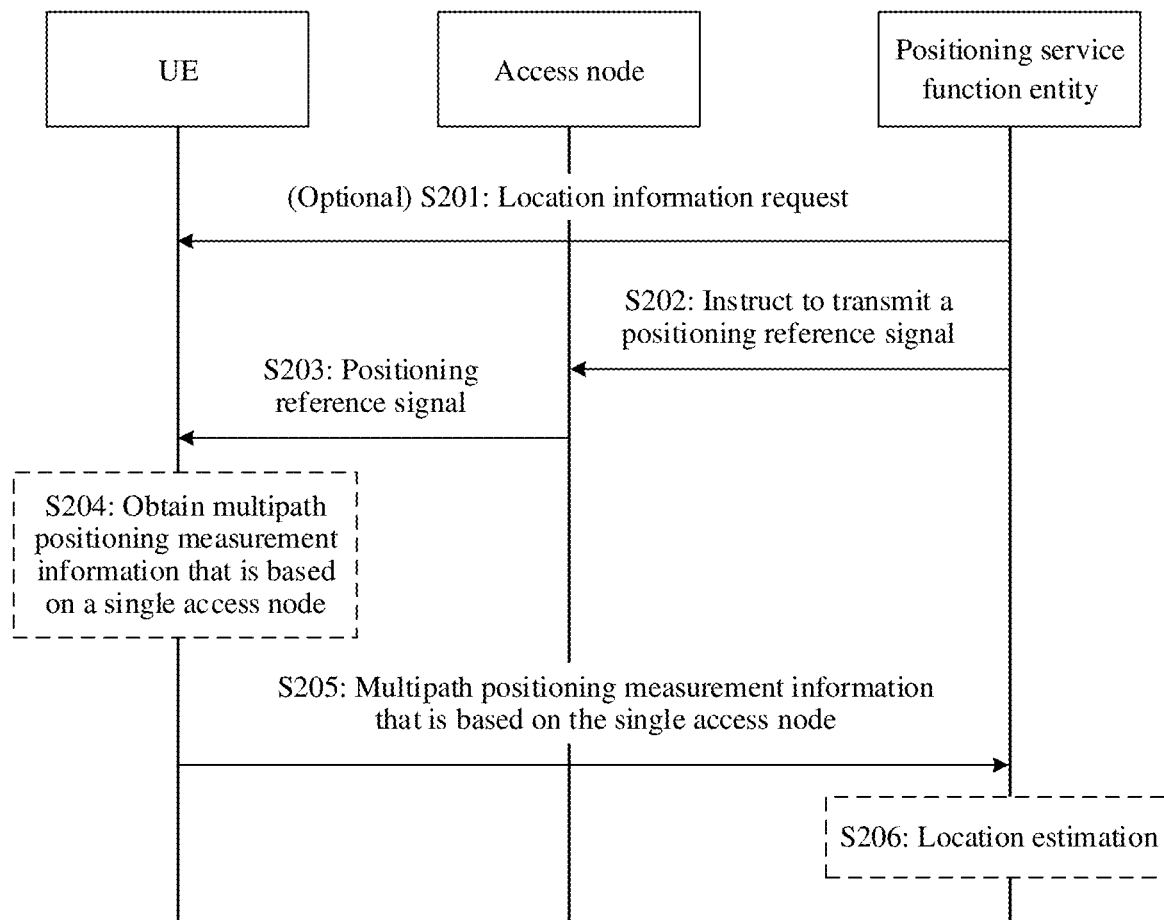 UE
Access node
Positioning service
function entity
(Optional) S201: Location information request
S202: Instruct to transmit a
positioning reference signal
S203: Positioning
reference signal
S204: Obtain multipath
positioning measurement
information that is based
on a single access node
S205: Multipath positioning measurement information
that is based on the single access node
S206: Location estimation